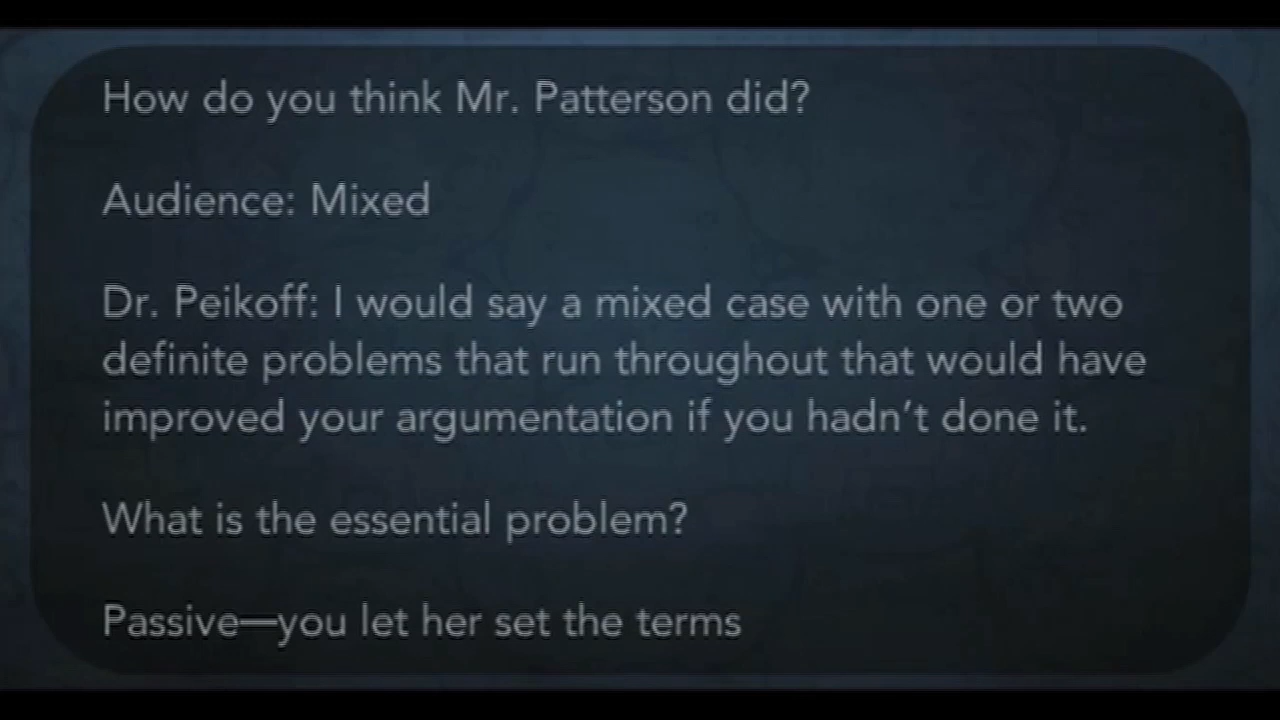 How do you think Mr. Patterson did?
Audience: Mixed
Dr. Peikoff: I would say a mixed case with one or two
definite problems that run throughout that would have
improved your argumentation if you hadn't done it.
What is the essential problem?
Passive—you let her set the terms